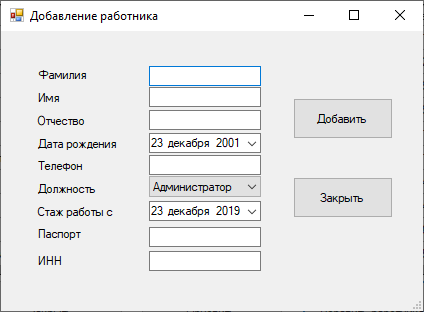 Добавление работника
Фамилия
Имя
Отчество
Добавить
Дата рождения 23 декабря 2001
Телефон
Должность Администратор
Закрыть
Стаж работы с 23 декабря 2019
Паспорт
ИНН